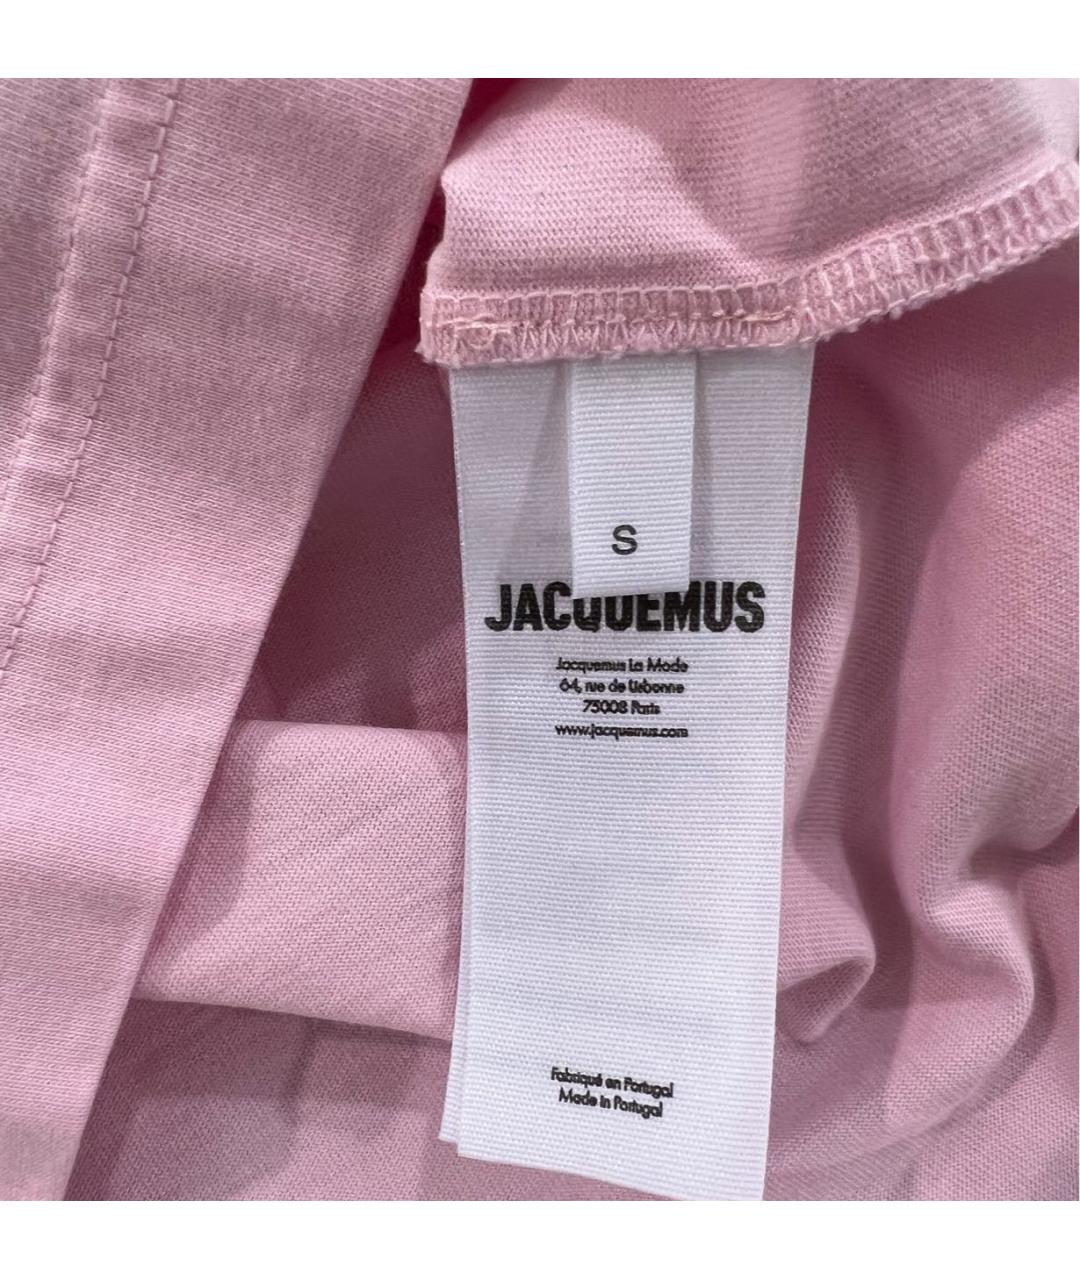 S
JACQUEMUS
Jacquemus La Mode
64, rue de Lisbonne
75008 Paris
www.jacquemus.com
Fabriqué en Portugal
Made in Portugal